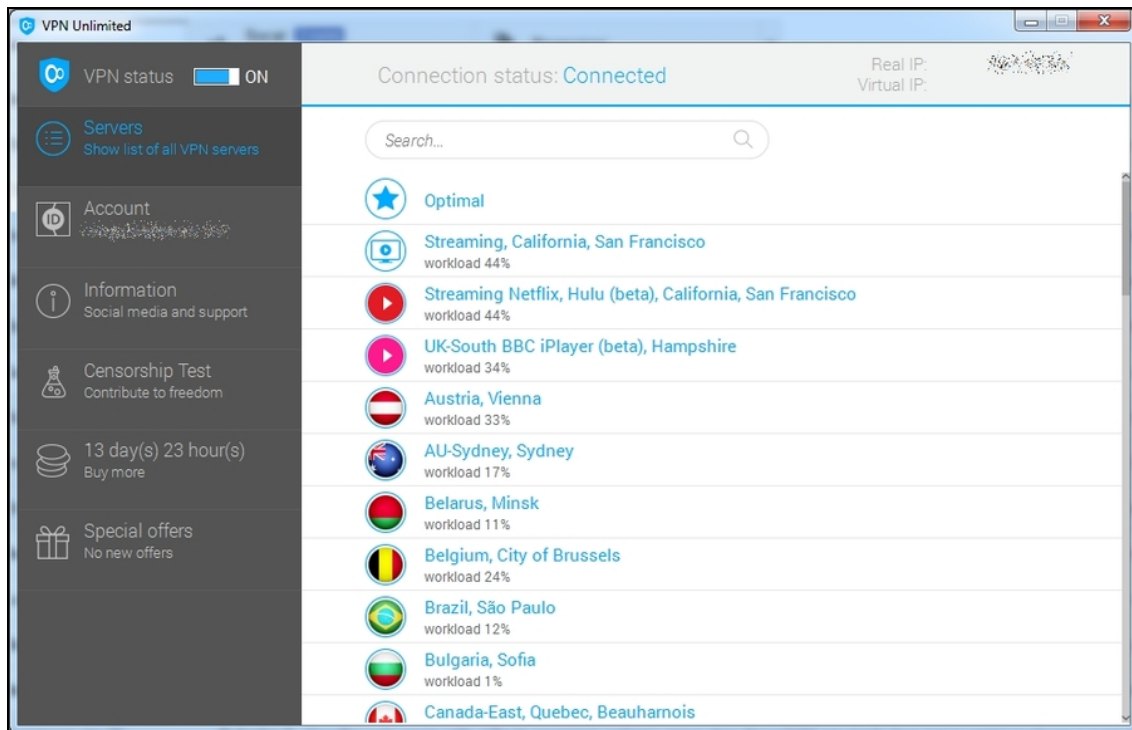 VPN Unlimited
VPN status ON
Connection status: Connected
Real IP:
Virtual IP:
Servers
Show list of all VPN servers
Account
Information
Social media and support
Censorship Test
Contribute to freedom
13 day(s) 23 hour(s)
Buy more
Special offers
No new offers
Search...
Optimal
Streaming, California, San Francisco
workload 44%
Streaming Netflix, Hulu (beta), California, San Francisco
workload 44%
UK-South BBC iPlayer (beta), Hampshire
workload 34%
Austria, Vienna
workload 33%
AU-Sydney, Sydney
workload 17%
Belarus, Minsk
workload 11%
Belgium, City of Brussels
workload 24%
Brazil, São Paulo
workload 12%
Bulgaria, Sofia
workload 1%
Canada-East, Quebec, Beauharnois